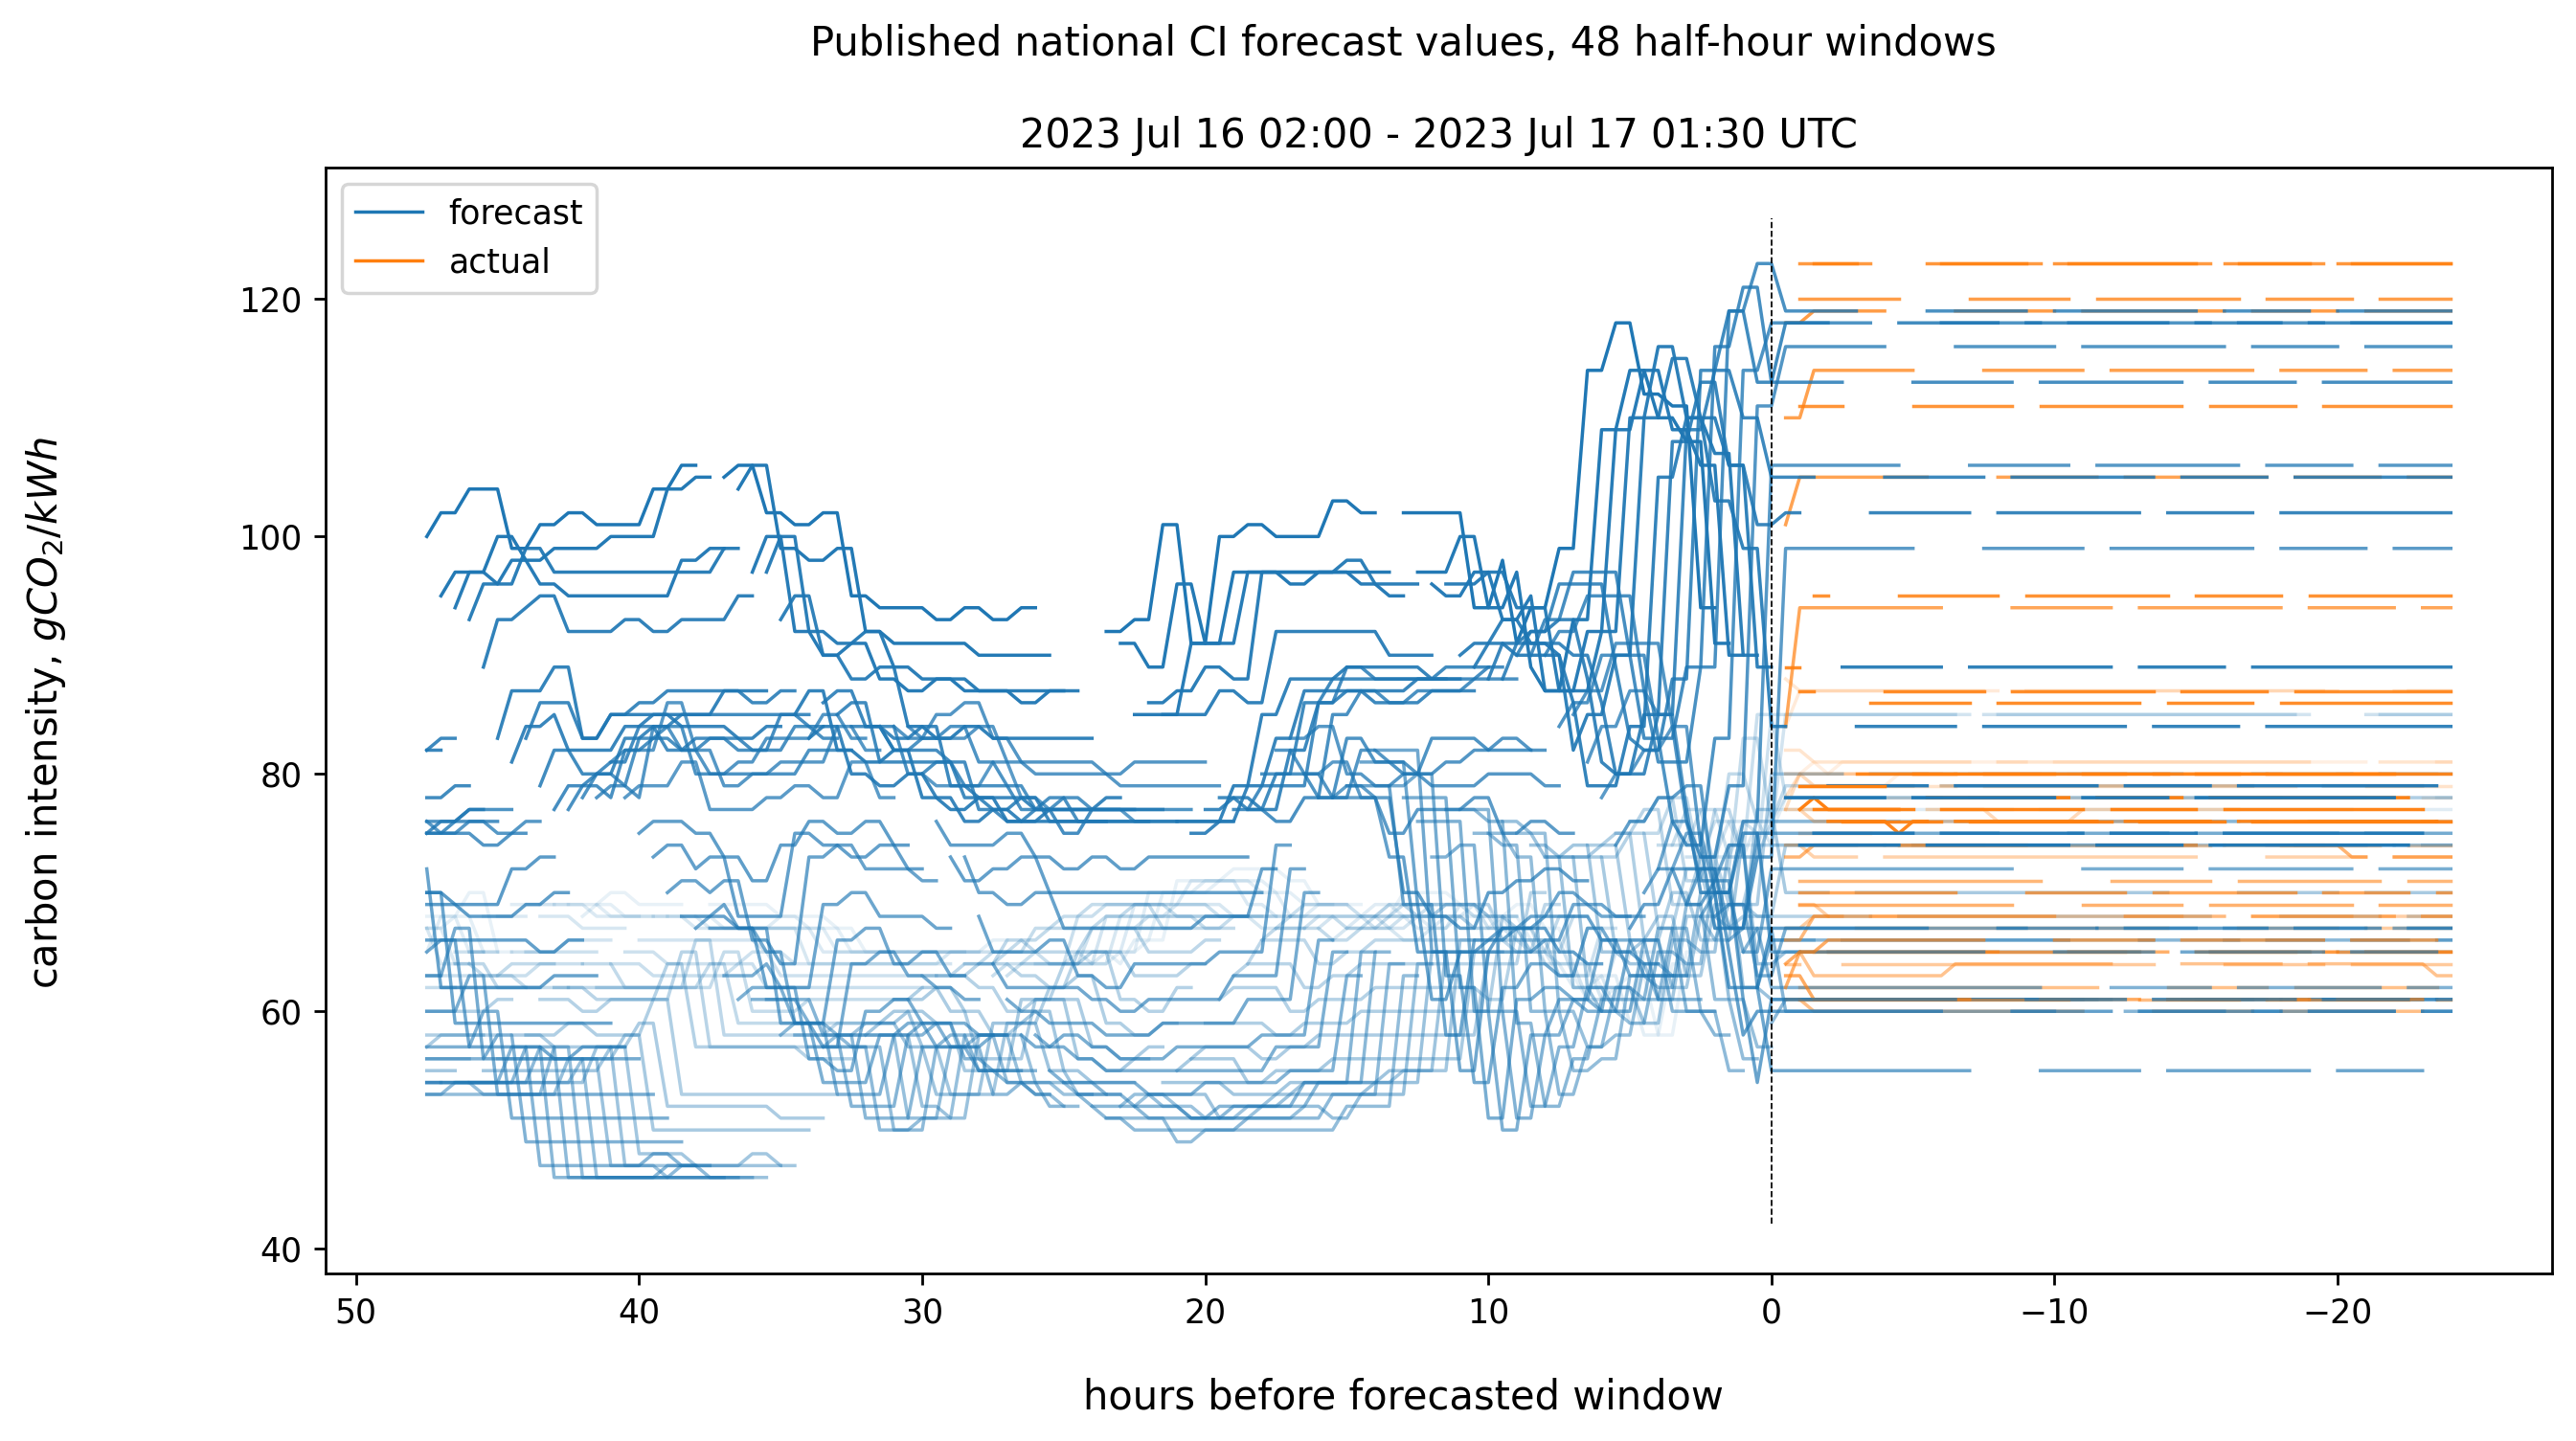 Published national CI forecast values, 48 half-hour windows
2023 Jul 16 02:00 - 2023 Jul 17 01:30 UTC
forecast
actual
carbon intensity, gCO₂/kWh
120
100
80
60
40
50 40 30 20 10 0 −10 −20
hours before forecasted window